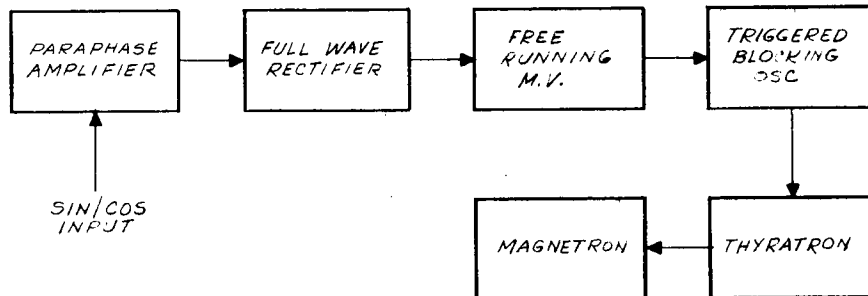 PARAPHASE
AMPLIFIER
FULL WAVE
RECTIFIER
FREE
RUNNING
M.V.
TRIGGERED
BLOCKING
OSC
SIN/COS
INPUT
MAGNETRON
THYRATRON